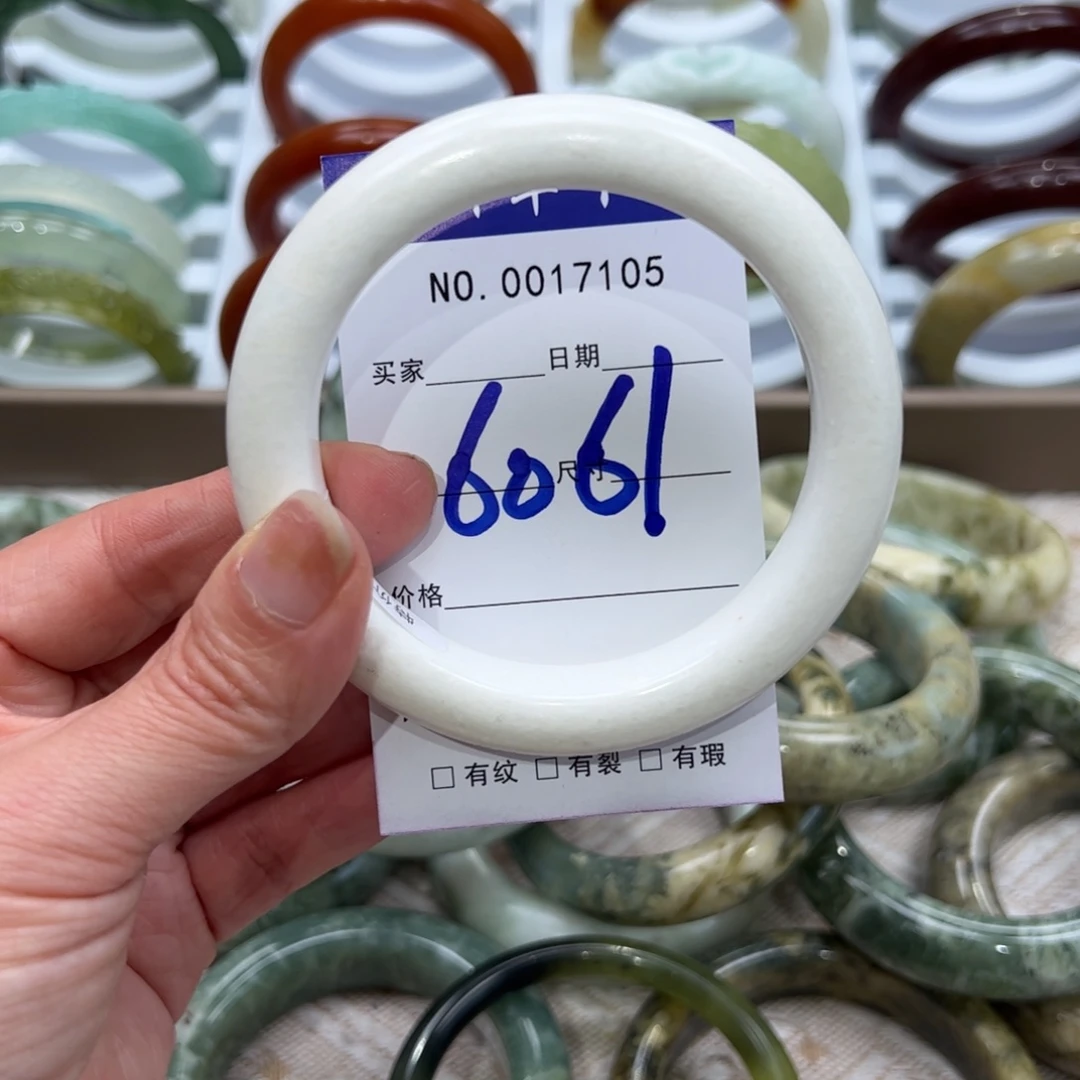 NO. 0017105
买家 日期
6061
尺寸
价格
□ 有纹 □ 有裂 □ 有瑕